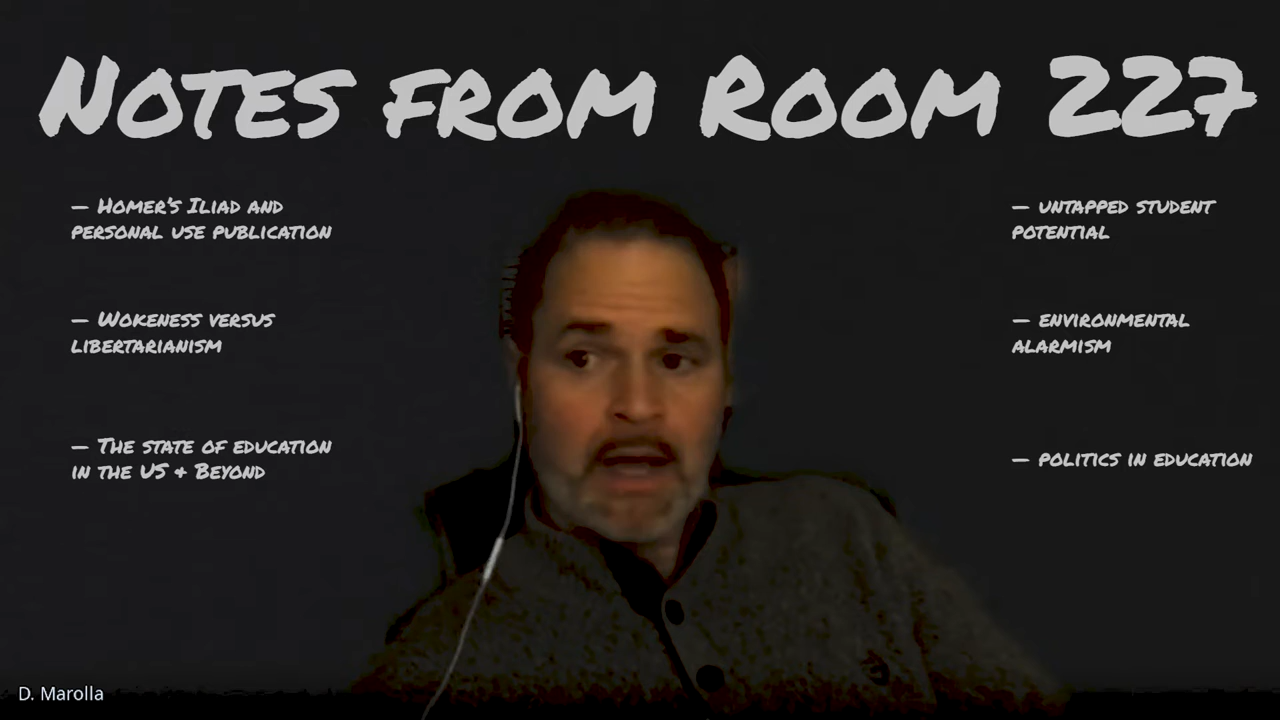 Notes from Room 227
— Homer's Iliad and
personal use publication
— Wokeness versus
libertarianism
— The state of education
in the US + Beyond
— untapped student
potential
— environmental
alarmism
— politics in education
D. Marolla